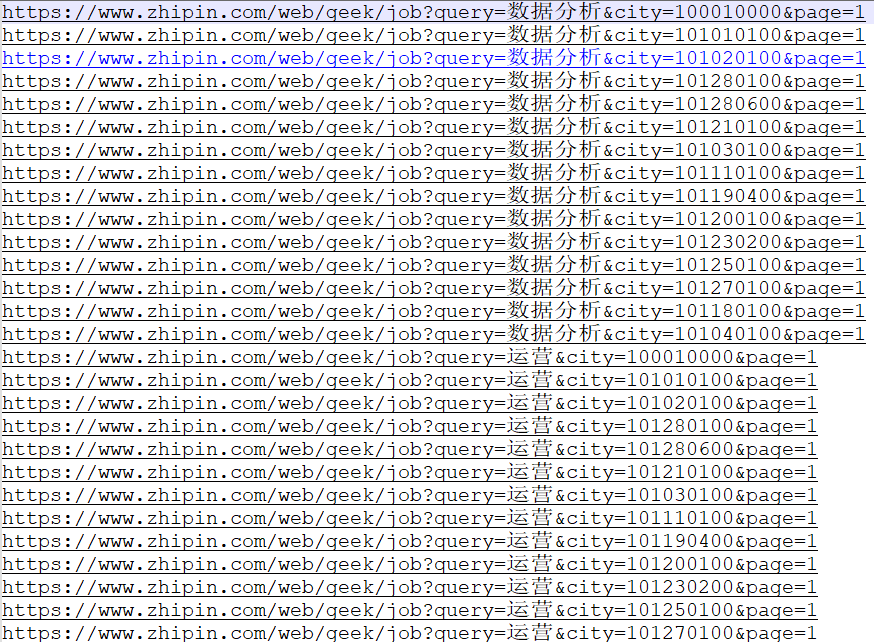 https://www.zhipin.com/web/geek/job?query=数据分析&city=100010000&page=1
https://www.zhipin.com/web/geek/job?query=数据分析&city=101010100&page=1
https://www.zhipin.com/web/geek/job?query=数据分析&city=101020100&page=1
https://www.zhipin.com/web/geek/job?query=数据分析&city=101280100&page=1
https://www.zhipin.com/web/geek/job?query=数据分析&city=101280600&page=1
https://www.zhipin.com/web/geek/job?query=数据分析&city=101210100&page=1
https://www.zhipin.com/web/geek/job?query=数据分析&city=101030100&page=1
https://www.zhipin.com/web/geek/job?query=数据分析&city=101110100&page=1
https://www.zhipin.com/web/geek/job?query=数据分析&city=101190400&page=1
https://www.zhipin.com/web/geek/job?query=数据分析&city=101200100&page=1
https://www.zhipin.com/web/geek/job?query=数据分析&city=101230200&page=1
https://www.zhipin.com/web/geek/job?query=数据分析&city=101250100&page=1
https://www.zhipin.com/web/geek/job?query=数据分析&city=101270100&page=1
https://www.zhipin.com/web/geek/job?query=数据分析&city=101180100&page=1
https://www.zhipin.com/web/geek/job?query=数据分析&city=101040100&page=1
https://www.zhipin.com/web/geek/job?query=运营&city=100010000&page=1
https://www.zhipin.com/web/geek/job?query=运营&city=101010100&page=1
https://www.zhipin.com/web/geek/job?query=运营&city=101020100&page=1
https://www.zhipin.com/web/geek/job?query=运营&city=101280100&page=1
https://www.zhipin.com/web/geek/job?query=运营&city=101280600&page=1
https://www.zhipin.com/web/geek/job?query=运营&city=101210100&page=1
https://www.zhipin.com/web/geek/job?query=运营&city=101030100&page=1
https://www.zhipin.com/web/geek/job?query=运营&city=101110100&page=1
https://www.zhipin.com/web/geek/job?query=运营&city=101190400&page=1
https://www.zhipin.com/web/geek/job?query=运营&city=101200100&page=1
https://www.zhipin.com/web/geek/job?query=运营&city=101230200&page=1
https://www.zhipin.com/web/geek/job?query=运营&city=101250100&page=1
https://www.zhipin.com/web/geek/job?query=运营&city=101270100&page=1